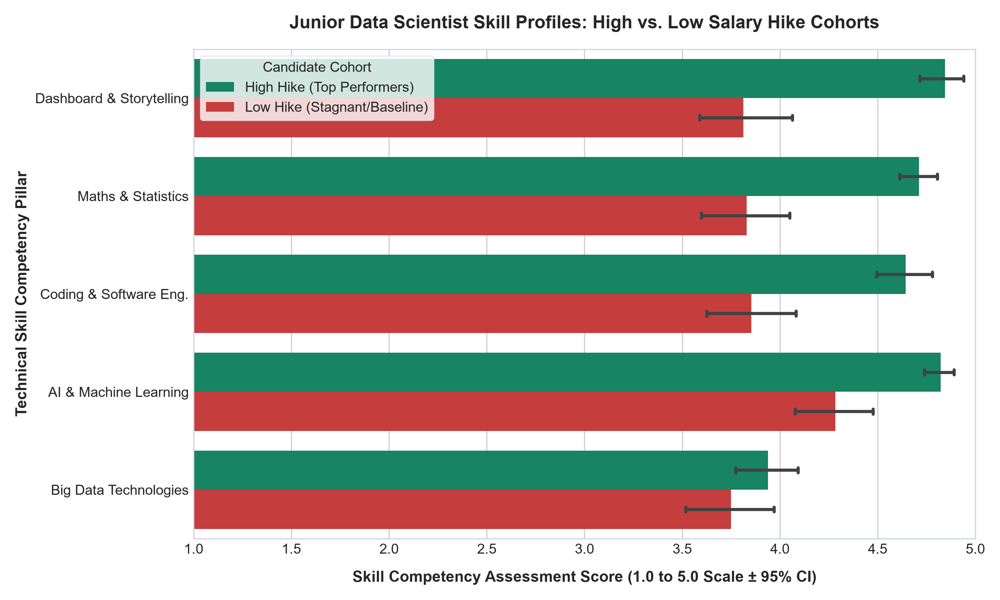 Junior Data Scientist Skill Profiles: High vs. Low Salary Hike Cohorts
Candidate Cohort
High Hike (Top Performers)
Low Hike (Stagnant/Baseline)
Technical Skill Competency Pillar
Dashboard & Storytelling
Maths & Statistics
Coding & Software Eng.
AI & Machine Learning
Big Data Technologies
1.0 1.5 2.0 2.5 3.0 3.5 4.0 4.5 5.0
Skill Competency Assessment Score (1.0 to 5.0 Scale ± 95% CI)